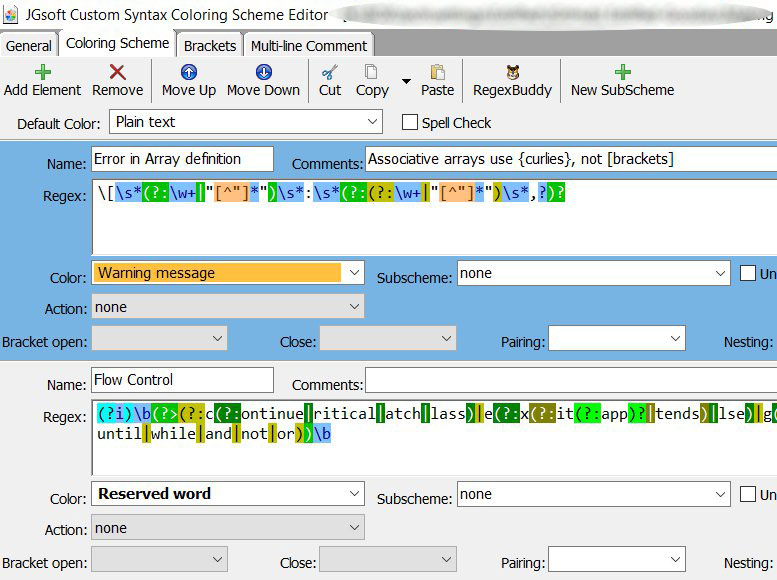 JGsoft Custom Syntax Coloring Scheme Editor
General Coloring Scheme Brackets Multi-line Comment
Add Element Remove Move Up Move Down Cut Copy Paste RegexBuddy New SubScheme
Default Color: Plain text Spell Check
Name: Error in Array definition Comments: Associative arrays use {curlies}, not [brackets]
Regex: \[\s*(?:\w+|"[^"]*")\s*:\s*(?:(?:\w+|"[^"]*")\s*,?)?
Color: Warning message Subscheme: none Un
Action: none
Bracket open: Close: Pairing: Nesting:
Name: Flow Control Comments:
Regex: (?i)\b(?>(?:c(?:ontinue|ritical|atch|lass)|e(?:x(?:it(?:app)?|tends)|lse)|g(
until|while|and|not|or))\b
Color: Reserved word Subscheme: none Un
Action: none
Bracket open: Close: Pairing: Nesting: